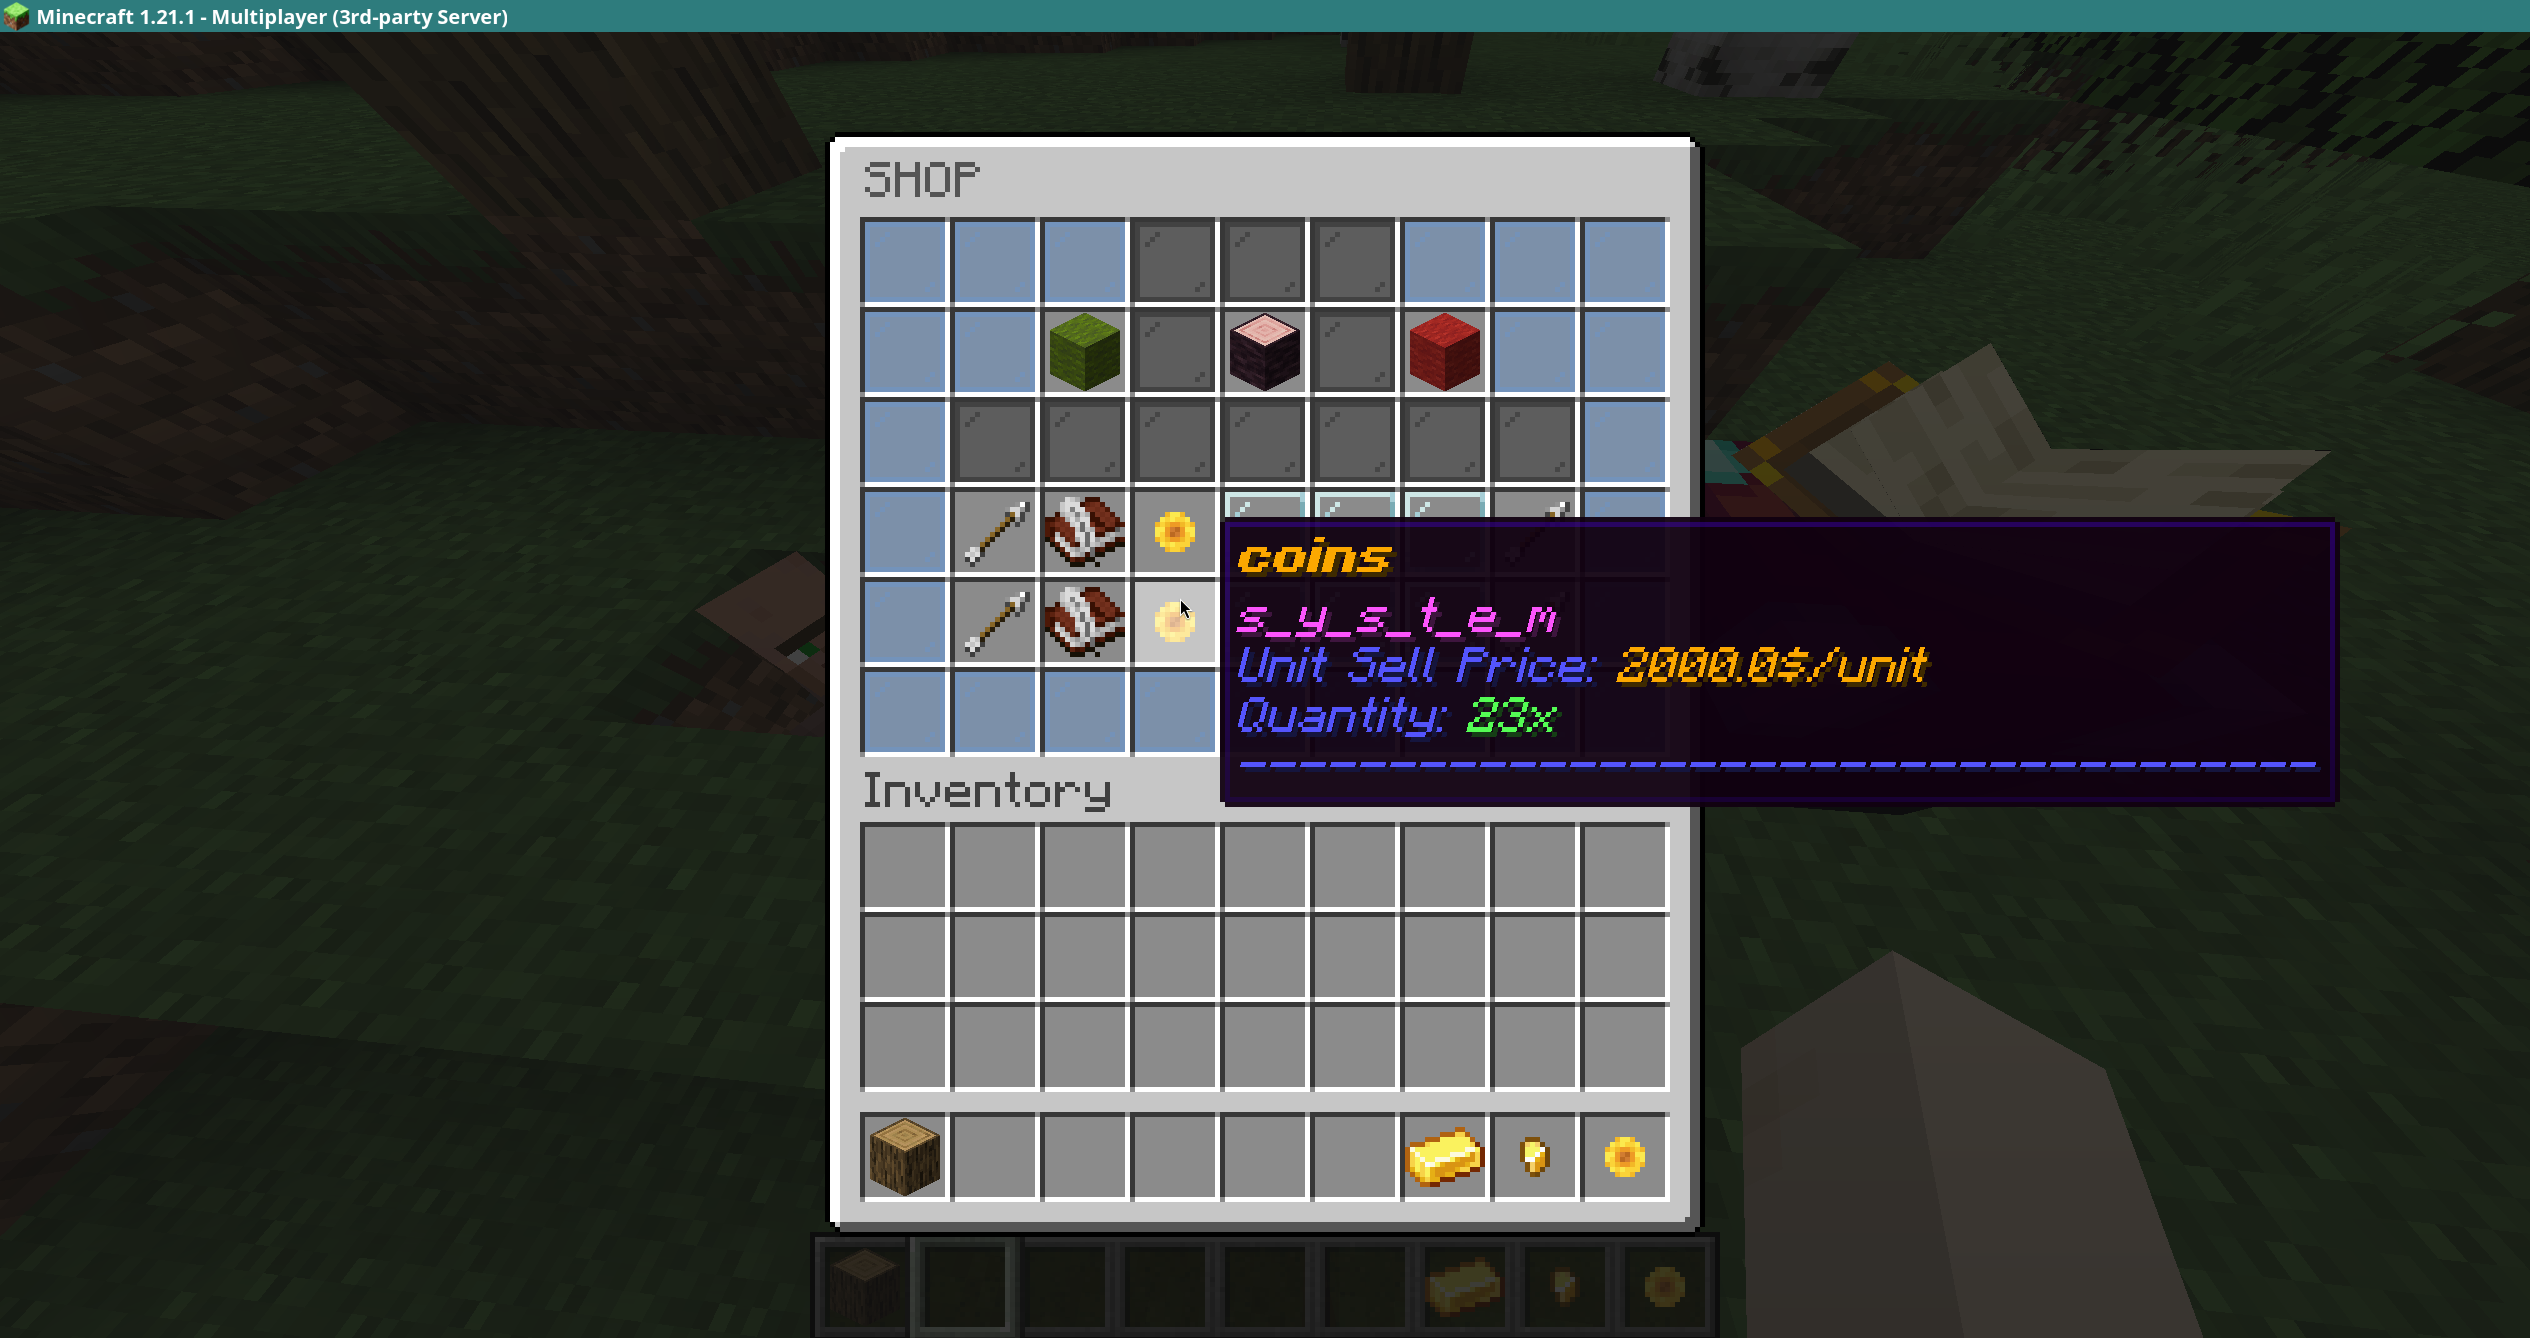 Minecraft 1.21.1 - Multiplayer (3rd-party Server)
SHOP
coins
s_y_s_t_e_m
Unit Sell Price: 2000.0$/unit
Quantity: 23x
Inventory